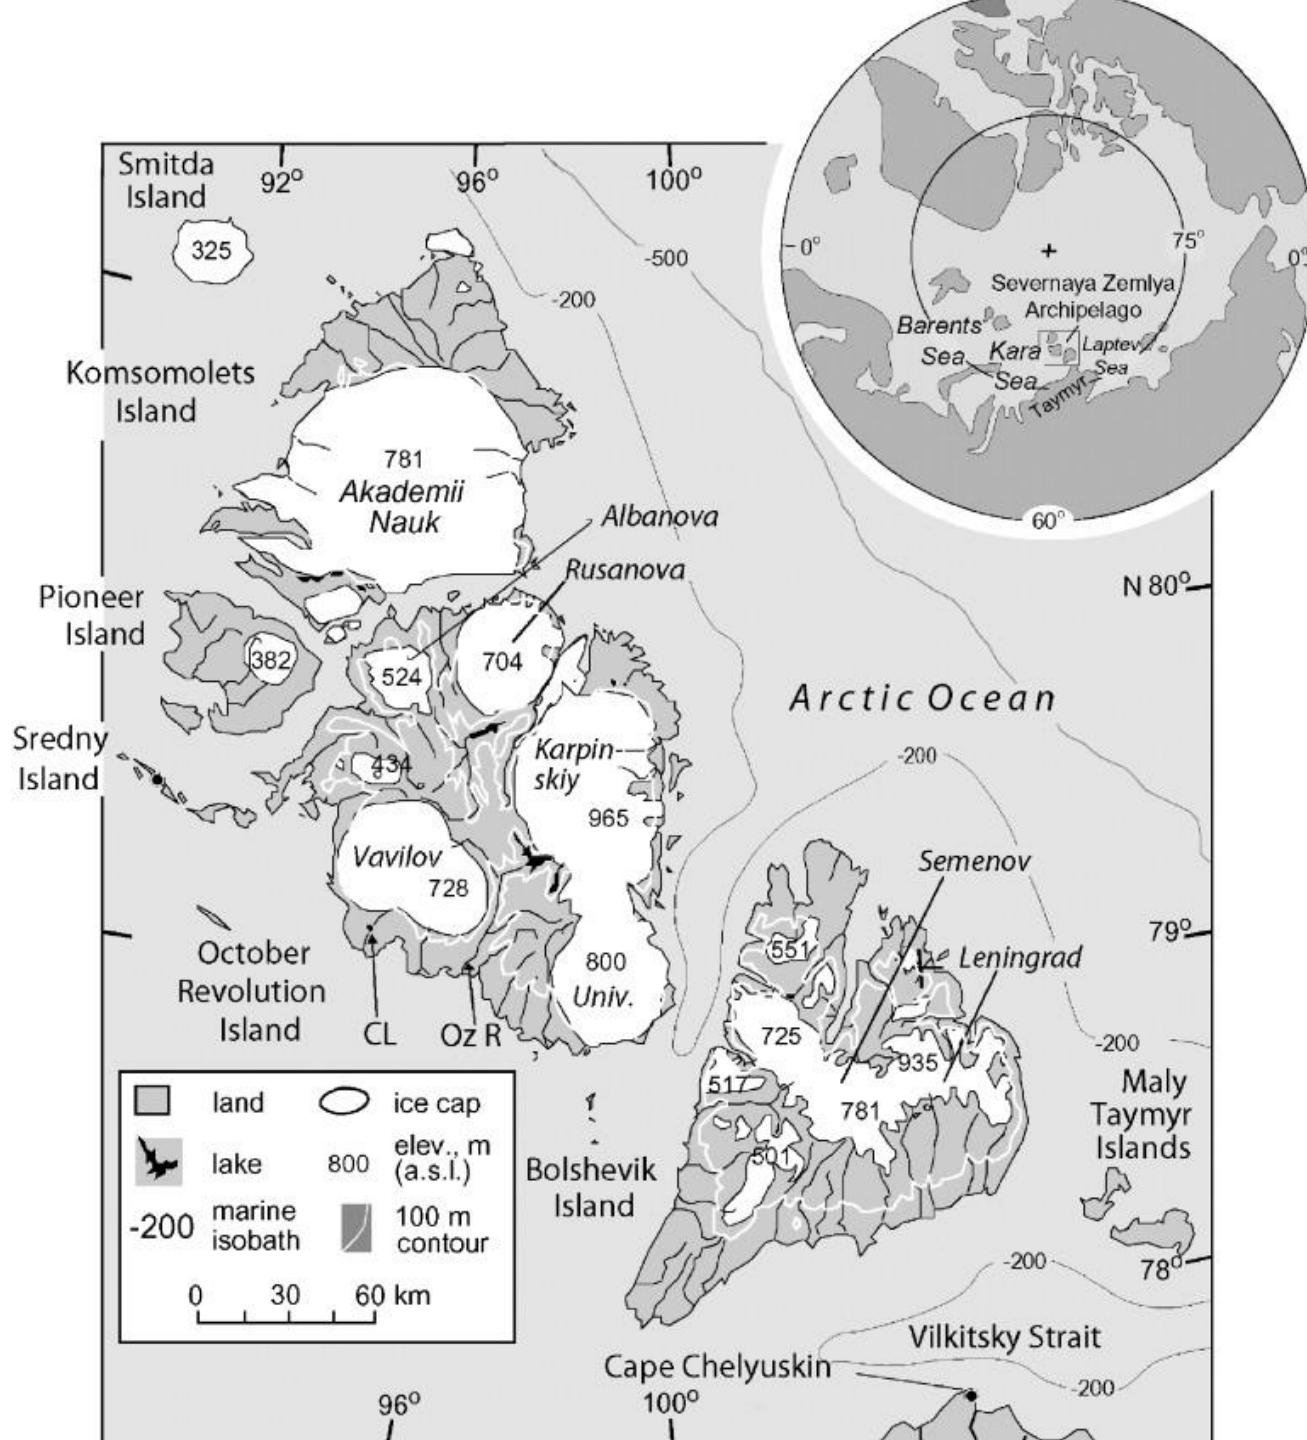 Smitda
Island
92°
96°
100°
325
-500
-200
0°
75°
0°
Severnaya Zemlya
Archipelago
Barents
Sea
Kara
Sea
Laptev
Sea
Taymyr
60°
Komsomolets
Island
781
Akademii
Nauk
Albanova
Rusanova
N 80°
Pioneer
Island
382
524
704
Arctic Ocean
Sredny
Island
434
Karpin-
skiy
965
-200
Vavilov
728
Semenov
79°
October
Revolution
Island
CL
Oz R
800
Univ.
551
Leningrad
725
935
-200
517
781
501
Maly
Taymyr
Islands
Bolshevik
Island
land
ice cap
lake
800
elev., m
(a.s.l.)
-200
marine
isobath
100 m
contour
0 30 60 km
78°
-200
Vilkitsky Strait
Cape Chelyuskin
-200
96°
100°